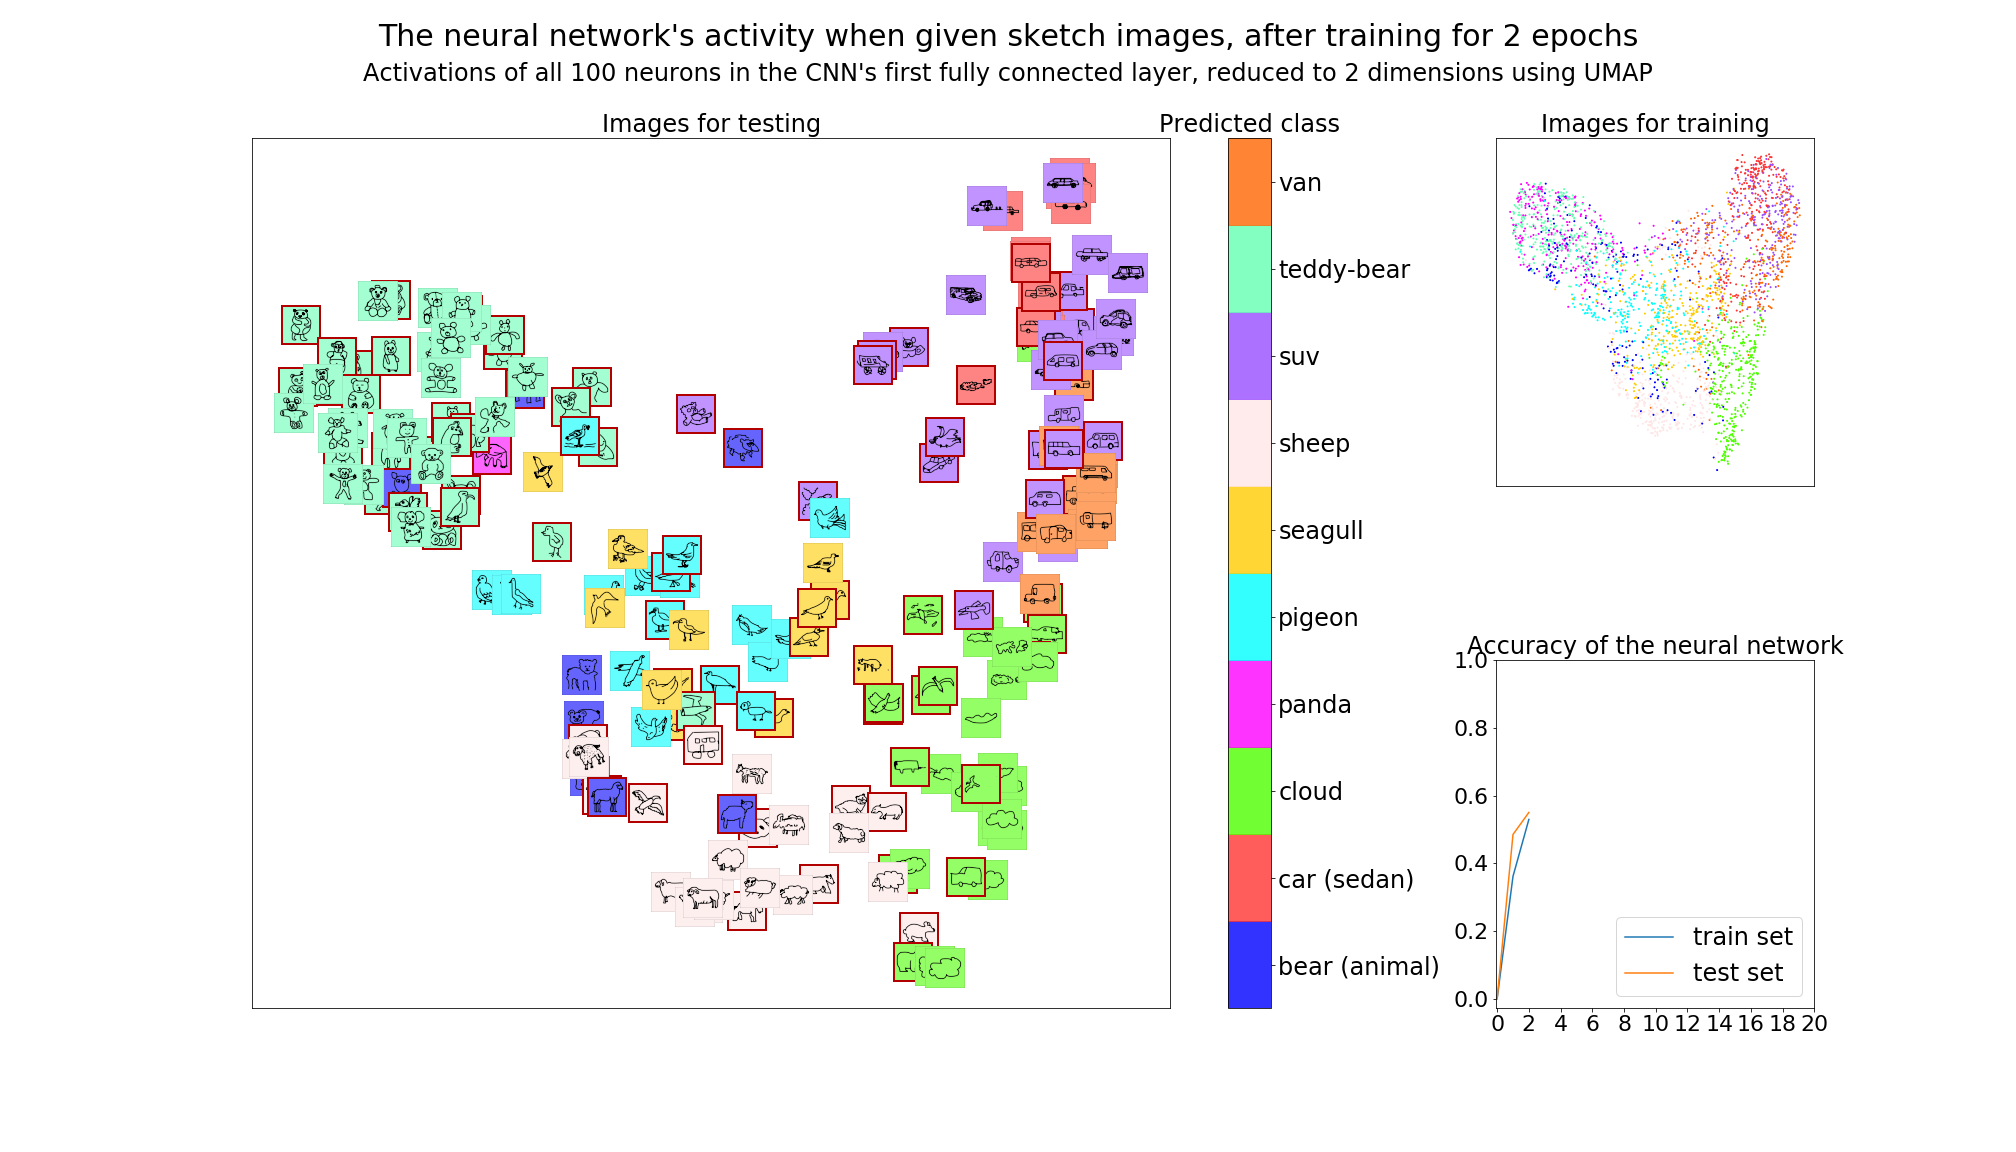 The neural network's activity when given sketch images, after training for 2 epochs
Activations of all 100 neurons in the CNN's first fully connected layer, reduced to 2 dimensions using UMAP
Images for testing
Predicted class
van
teddy-bear
suv
sheep
seagull
pigeon
panda
cloud
car (sedan)
bear (animal)
Images for training
Accuracy of the neural network
1.0
0.8
0.6
0.4
0.2
0.0
train set
test set
0 2 4 6 8 10 12 14 16 18 20